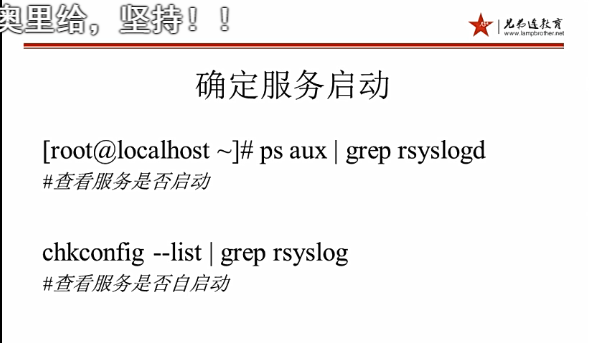 奥里给，坚持！！
兄弟连教育
www.lampbrother.net
确定服务启动
[root@localhost ~]# ps aux | grep rsyslogd
#查看服务是否启动
chkconfig --list | grep rsyslog
#查看服务是否自启动